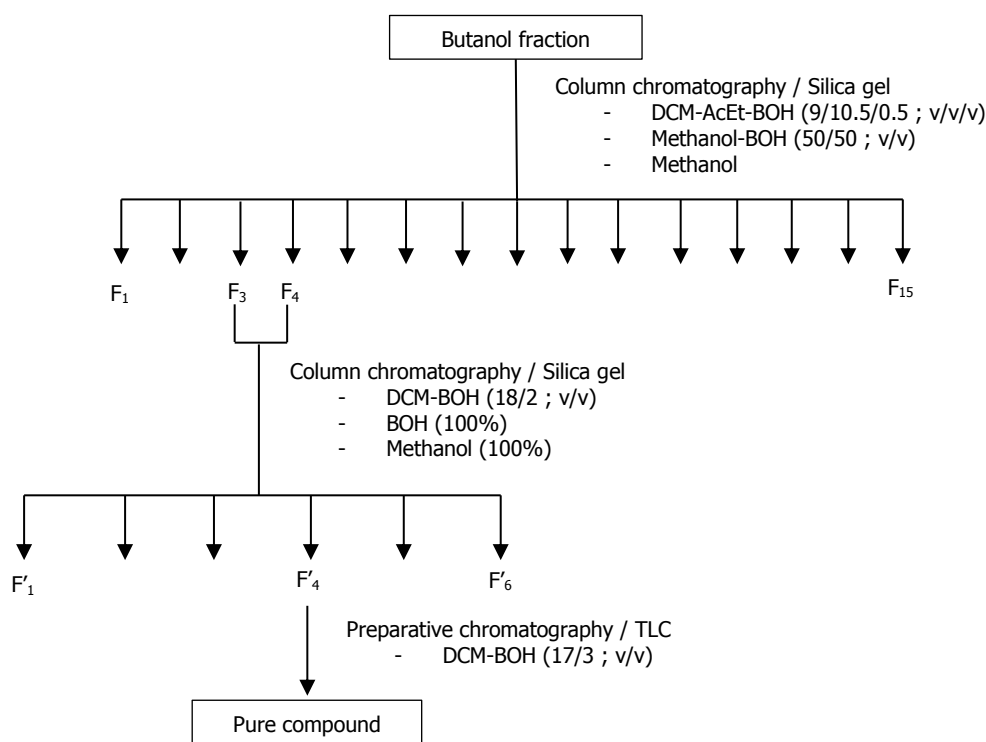 Butanol fraction
Column chromatography / Silica gel
- DCM-AcEt-BOH (9/10.5/0.5 ; v/v/v)
- Methanol-BOH (50/50 ; v/v)
- Methanol
F₁ F₃ F₄ F₁₅
Column chromatography / Silica gel
- DCM-BOH (18/2 ; v/v)
- BOH (100%)
- Methanol (100%)
F’₁ F’₄ F’₆
Preparative chromatography / TLC
- DCM-BOH (17/3 ; v/v)
Pure compound